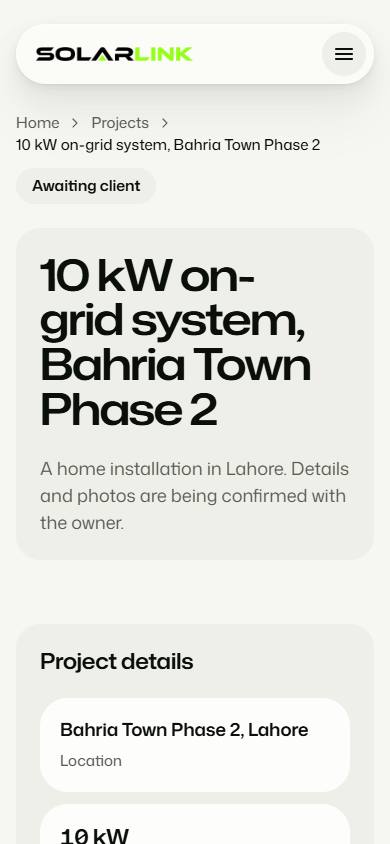 SOLARLINK
Home > Projects >
10 kW on-grid system, Bahria Town Phase 2
Awaiting client
10 kW on-
grid system,
Bahria Town
Phase 2
A home installation in Lahore. Details
and photos are being confirmed with
the owner.
Project details
Bahria Town Phase 2, Lahore
Location
10 kW